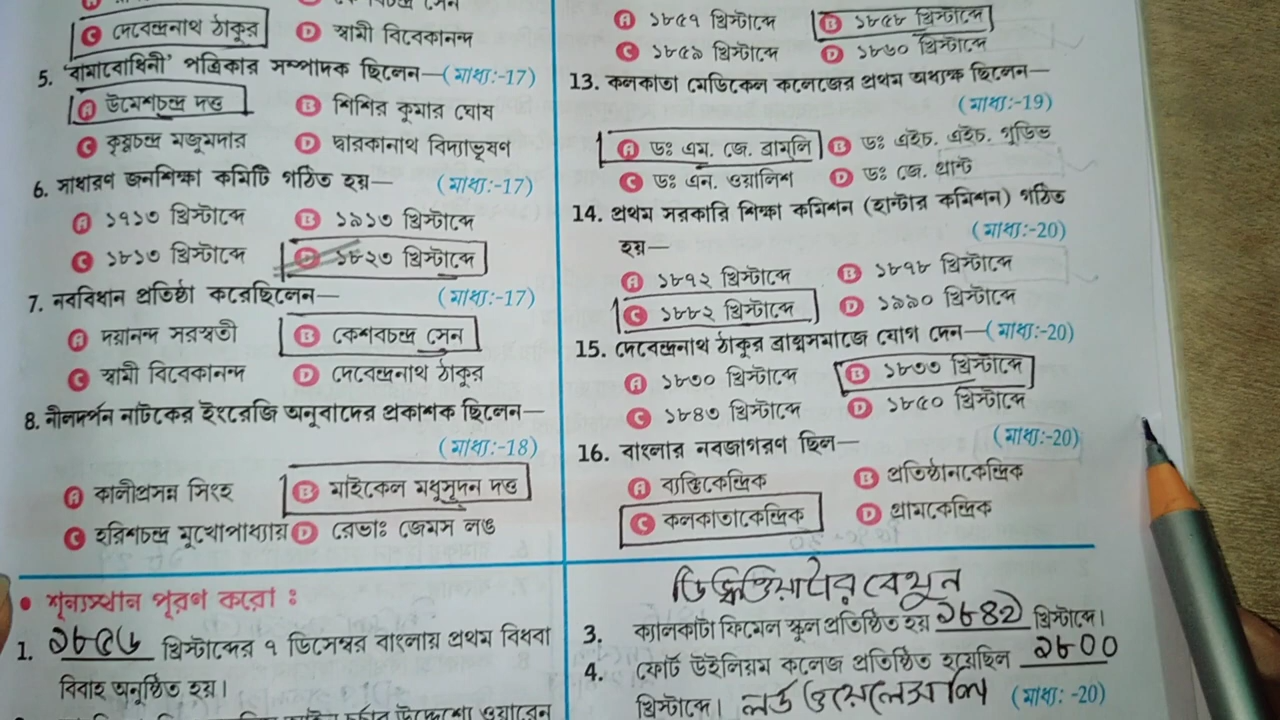 C দেবেন্দ্রনাথ ঠাকুর D স্বামী বিবেকানন্দ
5. 'বামাবোধিনী' পত্রিকার সম্পাদক ছিলেন— (মাধ্য:-17)
A উমেশচন্দ্র দত্ত B শিশির কুমার ঘোষ
C কৃষ্ণচন্দ্র মজুমদার D দ্বারকানাথ বিদ্যাভূষণ
6. সাধারণ জনশিক্ষা কমিটি গঠিত হয়— (মাধ্য:-17)
A ১৭১৩ খ্রিস্টাব্দে B ১৯১৩ খ্রিস্টাব্দে
C ১৮১৩ খ্রিস্টাব্দে D ১৮২৩ খ্রিস্টাব্দে
7. নববিধান প্রতিষ্ঠা করেছিলেন— (মাধ্য:-17)
A দয়ানন্দ সরস্বতী B কেশবচন্দ্র সেন
C স্বামী বিবেকানন্দ D দেবেন্দ্রনাথ ঠাকুর
8. নীলদর্পন নাটকের ইংরেজি অনুবাদের প্রকাশক ছিলেন—
(মাধ্য:-18)
A কালীপ্রসন্ন সিংহ B মাইকেল মধুসূদন দত্ত
C হরিশচন্দ্র মুখোপাধ্যায় D রেভাঃ জেমস লঙ
• শূন্যস্থান পূরণ করো :
1. ১৮৫৬ খ্রিস্টাব্দের ৭ ডিসেম্বর বাংলায় প্রথম বিধবা
বিবাহ অনুষ্ঠিত হয়।
A ১৮৫৭ খ্রিস্টাব্দে B ১৮৫৮ খ্রিস্টাব্দে
C ১৮৫৯ খ্রিস্টাব্দে D ১৮৬০ খ্রিস্টাব্দে
13. কলকাতা মেডিকেল কলেজের প্রথম অধ্যক্ষ ছিলেন—
(মাধ্য:-19)
A ডঃ এম. জে. ব্রামলি B ডঃ এইচ. এইচ. গুডিভ
C ডঃ এন. ওয়ালিশ D ডঃ জে. গ্রান্ট
14. প্রথম সরকারি শিক্ষা কমিশন (হান্টার কমিশন) গঠিত
হয়— (মাধ্য:-20)
A ১৮৭২ খ্রিস্টাব্দে B ১৮৭৮ খ্রিস্টাব্দে
C ১৮৮২ খ্রিস্টাব্দে D ১৯৯০ খ্রিস্টাব্দে
15. দেবেন্দ্রনাথ ঠাকুর ব্রাহ্মসমাজে যোগ দেন— (মাধ্য:-20)
A ১৮৩০ খ্রিস্টাব্দে B ১৮৩৩ খ্রিস্টাব্দে
C ১৮৪৩ খ্রিস্টাব্দে D ১৮৫০ খ্রিস্টাব্দে
16. বাংলার নবজাগরণ ছিল— (মাধ্য:-20)
A ব্যক্তিকেন্দ্রিক B প্রতিষ্ঠানকেন্দ্রিক
C কলকাতাকেন্দ্রিক D গ্রামকেন্দ্রিক
বেথুন
3. ক্যালকাটা ফিমেল স্কুল প্রতিষ্ঠিত হয় ১৮৪৯ খ্রিস্টাব্দে।
4. ফোর্ট উইলিয়ম কলেজ প্রতিষ্ঠিত হয়েছিল ১৮০০
খ্রিস্টাব্দে। লর্ড ওয়েলেসলি (মাধ্য: -20)